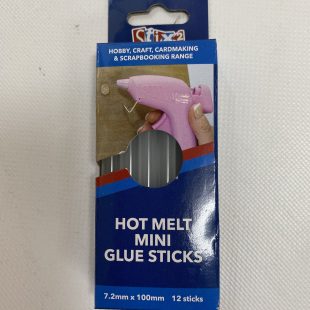 Stix2
HOBBY, CRAFT, CARDMAKING
& SCRAPBOOKING RANGE
HOT MELT
MINI
GLUE STICKS
7.2mm x 100mm 12 sticks